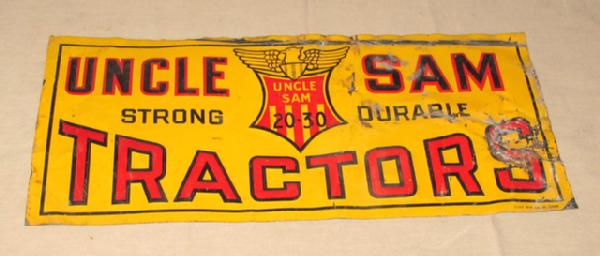 UNCLE SAM
UNCLE
SAM
STRONG DURABLE
20-30
TRACTORS